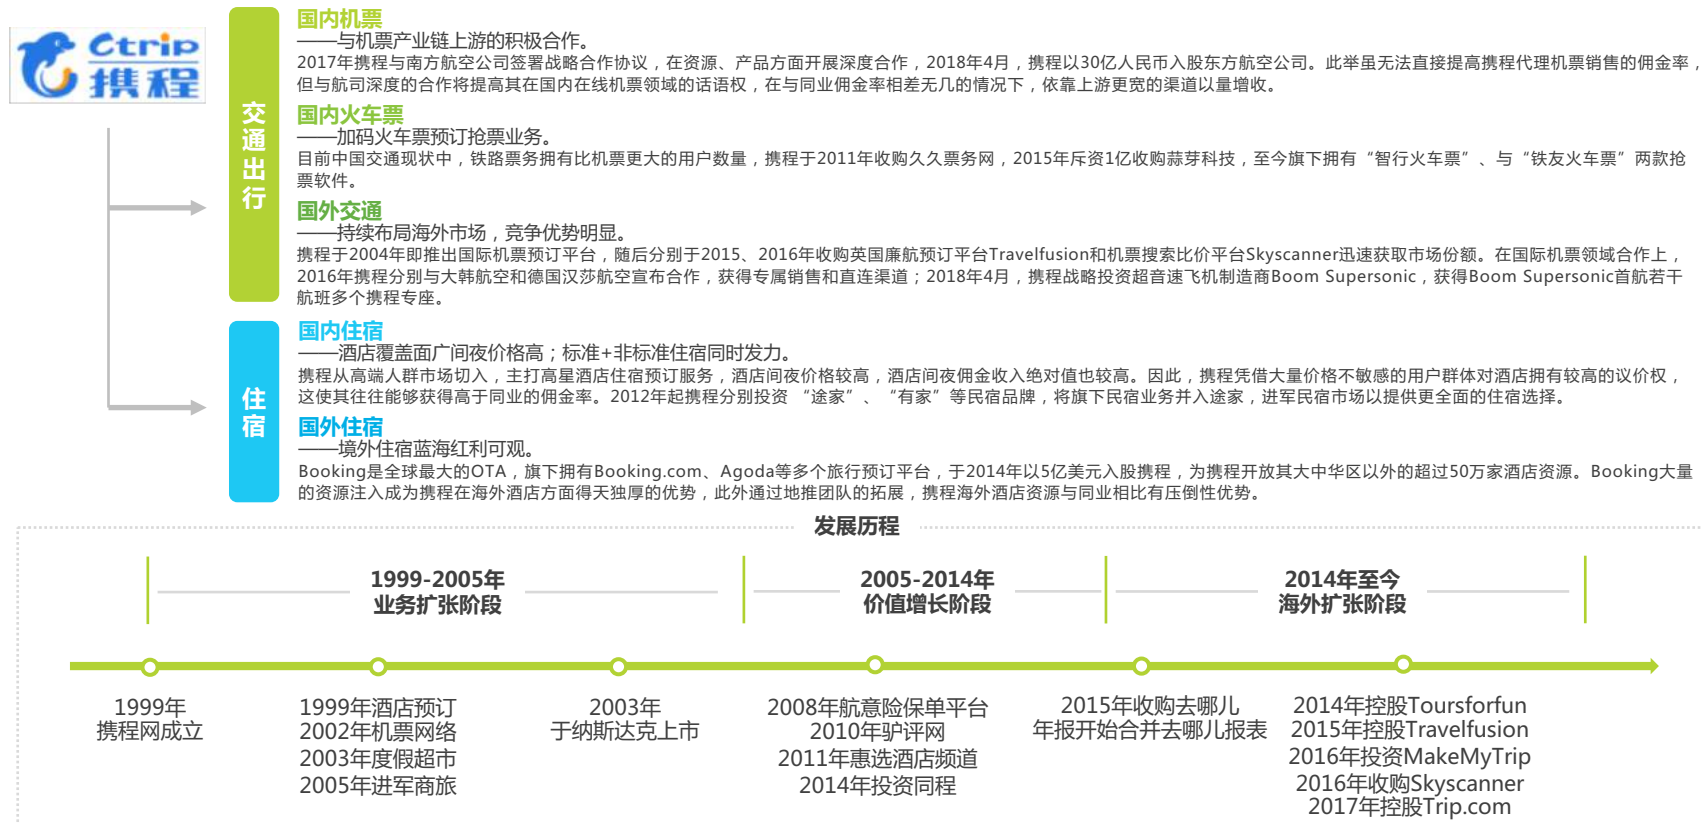 Ctrip
携程
交通出行
国内机票
——与机票产业链上游的积极合作。
2017年携程与南方航空公司签署战略合作协议，在资源、产品方面开展深度合作，2018年4月，携程以30亿人民币入股东方航空公司。此举虽无法直接提高携程代理机票销售的佣金率，
但与航司深度的合作将提高其在国内在线机票领域的话语权，在与同业佣金率相差无几的情况下，依靠上游更宽的渠道以量增收。
国内火车票
——加码火车票预订抢票业务。
目前中国交通现状中，铁路票务拥有比机票更大的用户数量，携程于2011年收购久久票务网，2015年斥资1亿收购蒜芽科技，至今旗下拥有“智行火车票”、与“铁友火车票”两款抢
票软件。
国外交通
——持续布局海外市场，竞争优势明显。
携程于2004年即推出国际机票预订平台，随后分别于2015、2016年收购英国廉航预订平台Travelfusion和机票搜索比价平台Skyscanner迅速获取市场份额。在国际机票领域合作上，
2016年携程分别与大韩航空和德国汉莎航空宣布合作，获得专属销售和直连渠道；2018年4月，携程战略投资超音速飞机制造商Boom Supersonic，获得Boom Supersonic首航若干
航班多个携程专座。
住宿
国内住宿
——酒店覆盖面广间夜价格高；标准+非标准住宿同时发力。
携程从高端人群市场切入，主打高星酒店住宿预订服务，酒店间夜价格较高，酒店间夜佣金收入绝对值也较高。因此，携程凭借大量价格不敏感的用户群体对酒店拥有较高的议价权，
这使其往往能够获得高于同业的佣金率。2012年起携程分别投资 “途家”、“有家”等民宿品牌，将旗下民宿业务并入途家，进军民宿市场以提供更全面的住宿选择。
国外住宿
——境外住宿蓝海红利可观。
Booking是全球最大的OTA，旗下拥有Booking.com、Agoda等多个旅行预订平台，于2014年以5亿美元入股携程，为携程开放其大中华区以外的超过50万家酒店资源。Booking大量
的资源注入成为携程在海外酒店方面得天独厚的优势，此外通过地推团队的拓展，携程海外酒店资源与同业相比有压倒性优势。
发展历程
1999-2005年
业务扩张阶段
2005-2014年
价值增长阶段
2014年至今
海外扩张阶段
1999年
携程网成立
1999年酒店预订
2002年机票网络
2003年度假超市
2005年进军商旅
2003年
于纳斯达克上市
2008年航意险保单平台
2010年驴评网
2011年惠选酒店频道
2014年投资同程
2015年收购去哪儿
年报开始合并去哪儿报表
2014年控股Toursforfun
2015年控股Travelfusion
2016年投资MakeMyTrip
2016年收购Skyscanner
2017年控股Trip.com